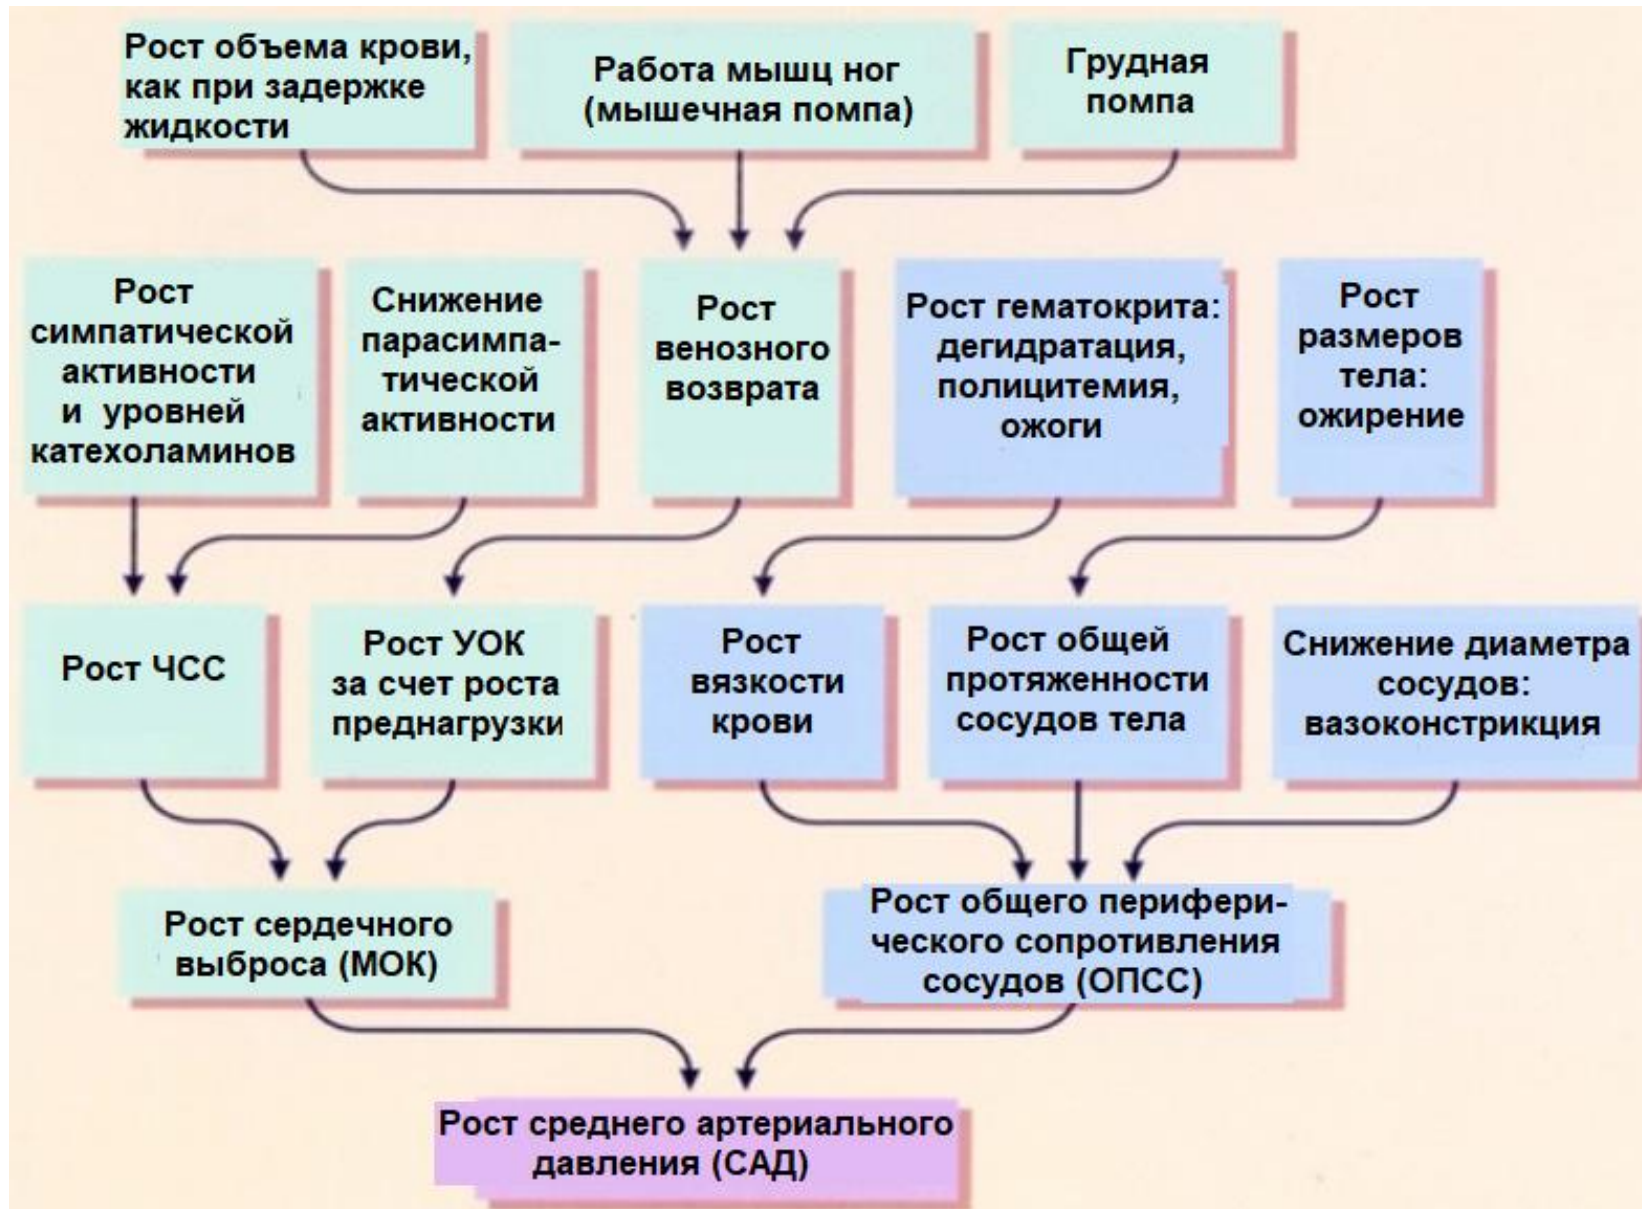 Рост объема крови,
как при задержке
жидкости
Работа мышц ног
(мышечная помпа)
Грудная
помпа
Рост
симпатической
активности
и уровней
катехоламинов
Снижение
парасимпа-
тической
активности
Рост
венозного
возврата
Рост гематокрита:
дегидратация,
полицитемия,
ожоги
Рост
размеров
тела:
ожирение
Рост ЧСС
Рост УОК
за счет роста
преднагрузки
Рост
вязкости
крови
Рост общей
протяженности
сосудов тела
Снижение диаметра
сосудов:
вазоконстрикция
Рост сердечного
выброса (МОК)
Рост общего перифери-
ческого сопротивления
сосудов (ОПСС)
Рост среднего артериального
давления (САД)